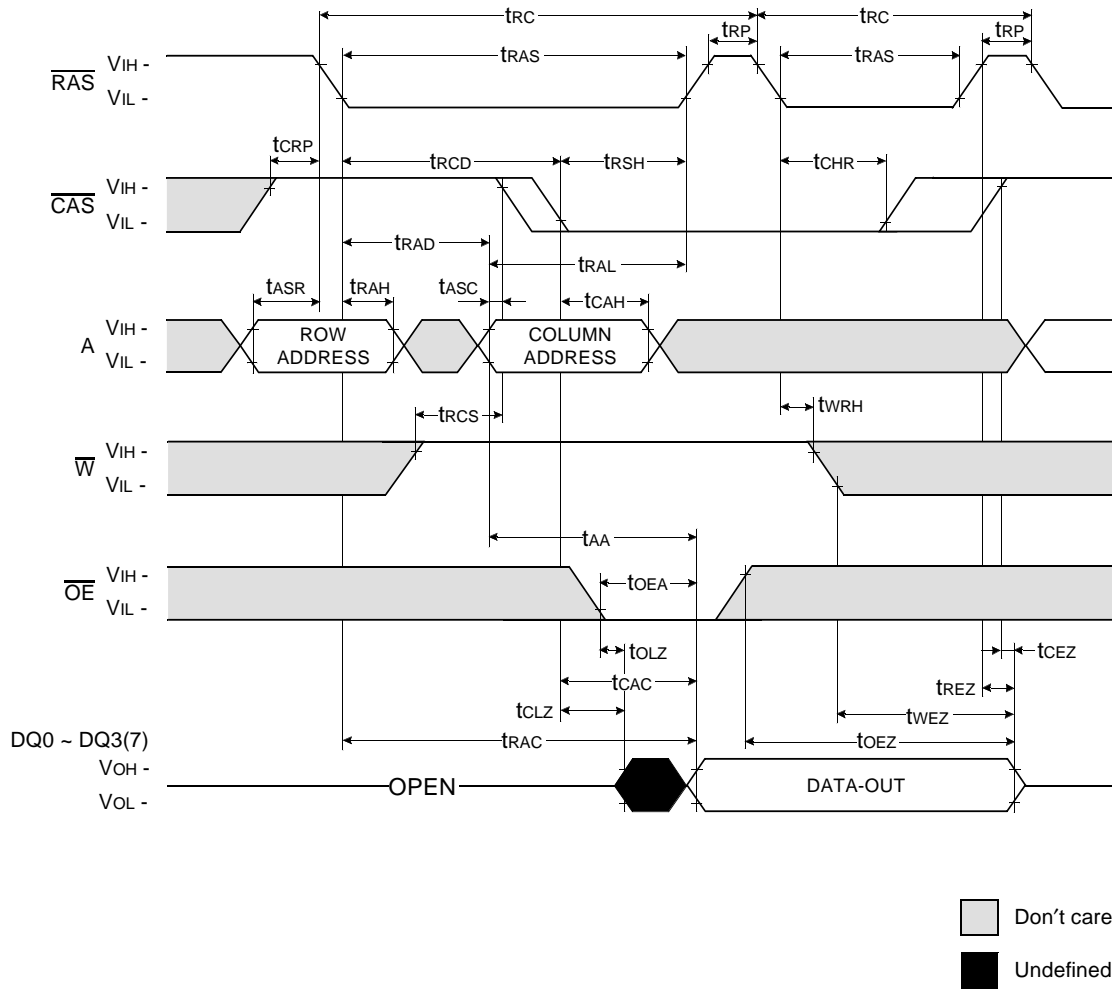 tRC tRC
tRP tRP
tRAS tRAS
RAS VIH -
VIL -
tCRP tRCD tRSH tCHR
CAS VIH -
VIL -
tRAD
tRAL
tASR tRAH tASC tCAH
A VIH -
VIL -
ROW
ADDRESS
COLUMN
ADDRESS
tRCS tWRH
W VIH -
VIL -
tAA
OE VIH -
VIL -
tOEA
tOLZ tCEZ
tCAC tREZ
tCLZ tWEZ
DQ0 ~ DQ3(7) tRAC tOEZ
VOH -
VOL -
OPEN DATA-OUT
Don′t care
Undefined